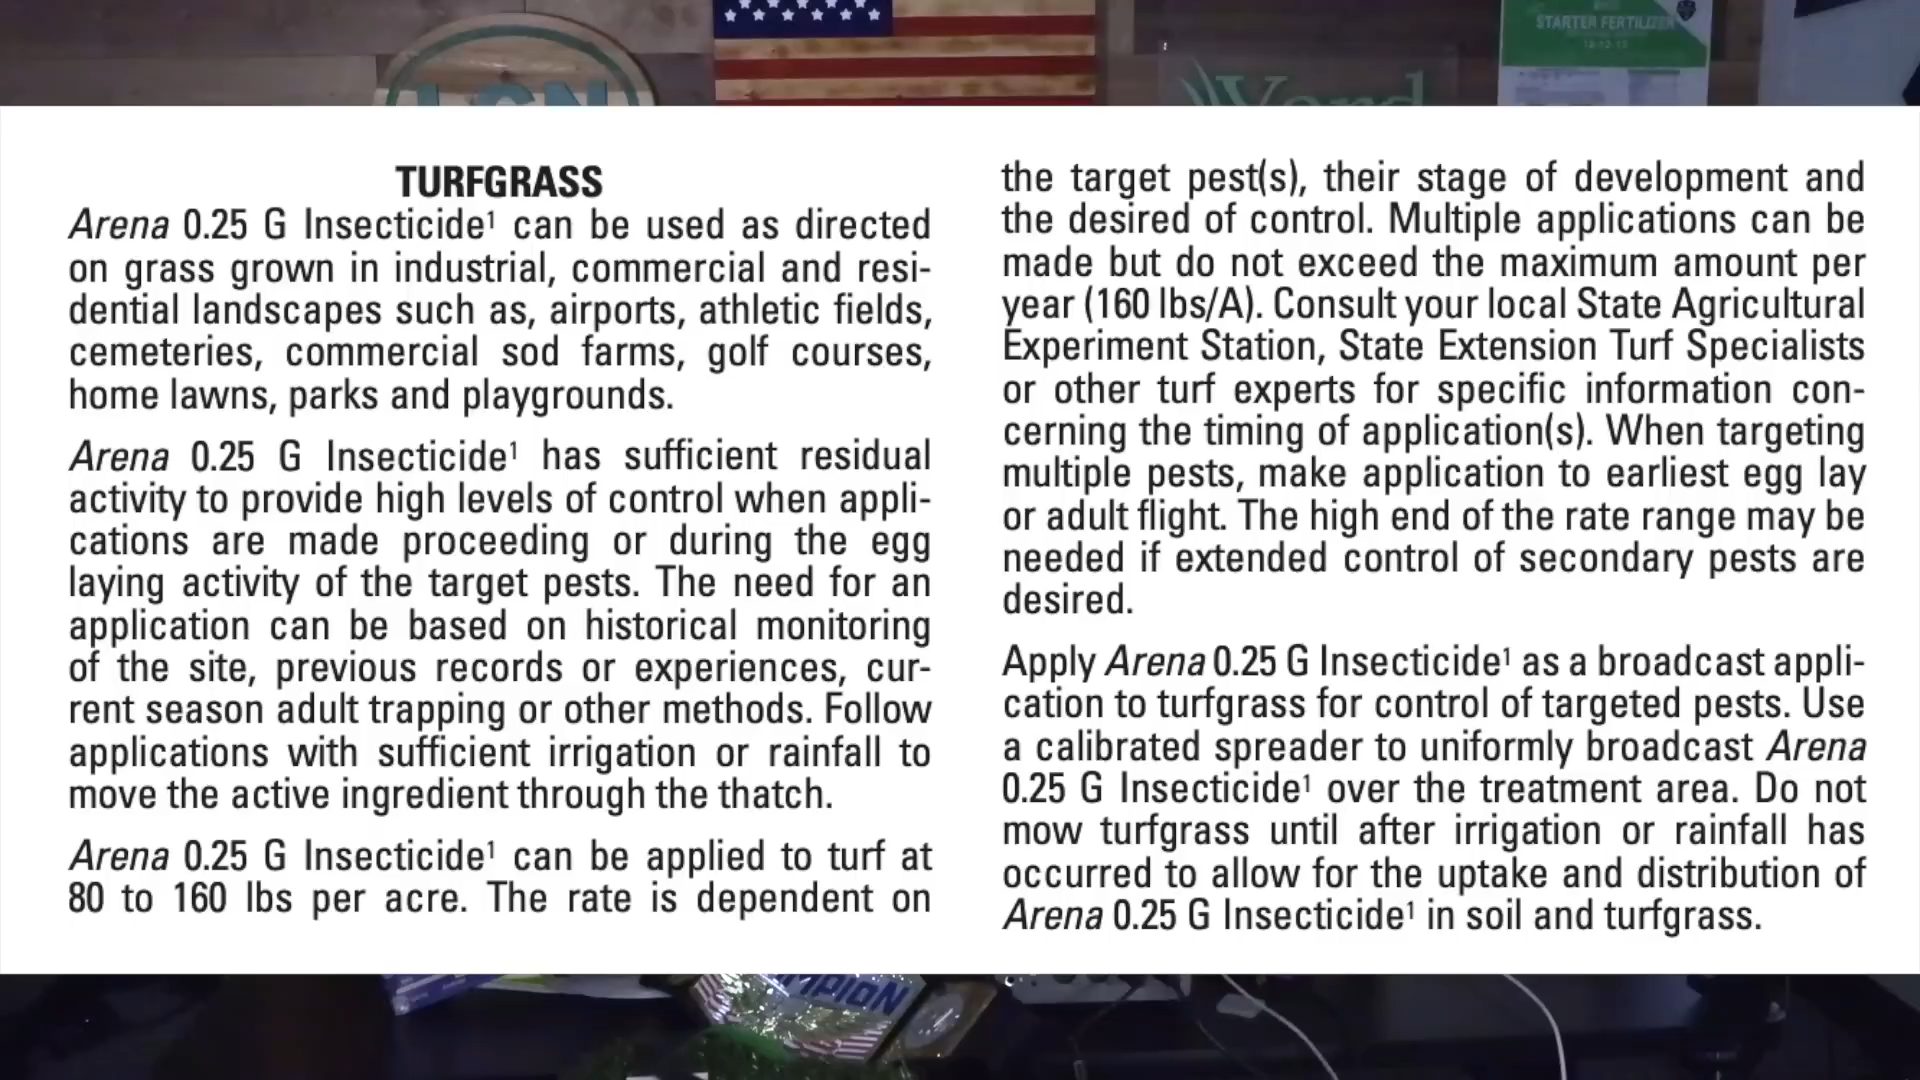 LCN
Yard
STARTER FERTILIZER
TURFGRASS
Arena 0.25 G Insecticide¹ can be used as directed
on grass grown in industrial, commercial and resi-
dential landscapes such as, airports, athletic fields,
cemeteries, commercial sod farms, golf courses,
home lawns, parks and playgrounds.
Arena 0.25 G Insecticide¹ has sufficient residual
activity to provide high levels of control when appli-
cations are made proceeding or during the egg
laying activity of the target pests. The need for an
application can be based on historical monitoring
of the site, previous records or experiences, cur-
rent season adult trapping or other methods. Follow
applications with sufficient irrigation or rainfall to
move the active ingredient through the thatch.
Arena 0.25 G Insecticide¹ can be applied to turf at
80 to 160 lbs per acre. The rate is dependent on
the target pest(s), their stage of development and
the desired of control. Multiple applications can be
made but do not exceed the maximum amount per
year (160 lbs/A). Consult your local State Agricultural
Experiment Station, State Extension Turf Specialists
or other turf experts for specific information con-
cerning the timing of application(s). When targeting
multiple pests, make application to earliest egg lay
or adult flight. The high end of the rate range may be
needed if extended control of secondary pests are
desired.
Apply Arena 0.25 G Insecticide¹ as a broadcast appli-
cation to turfgrass for control of targeted pests. Use
a calibrated spreader to uniformly broadcast Arena
0.25 G Insecticide¹ over the treatment area. Do not
mow turfgrass until after irrigation or rainfall has
occurred to allow for the uptake and distribution of
Arena 0.25 G Insecticide¹ in soil and turfgrass.